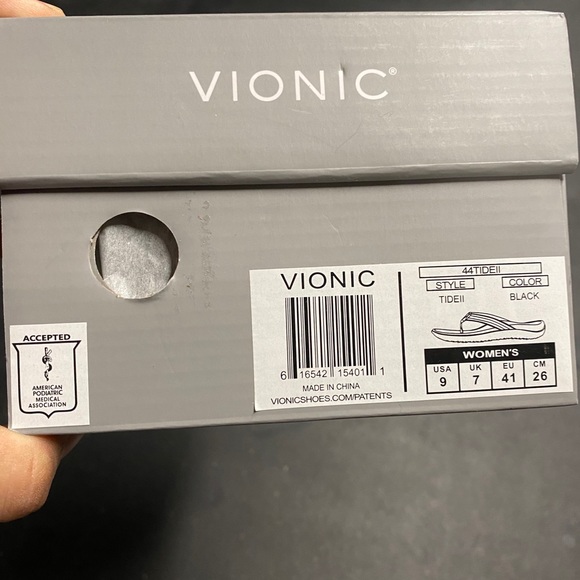 VIONIC®
ACCEPTED
AMERICAN
PODIATRIC
MEDICAL
ASSOCIATION
VIONIC
6 16542 15401 1
MADE IN CHINA
VIONICSHOES.COM/PATENTS
44TIDEII
STYLE COLOR
TIDEII BLACK
WOMEN'S
USA UK EU CM
9 7 41 26